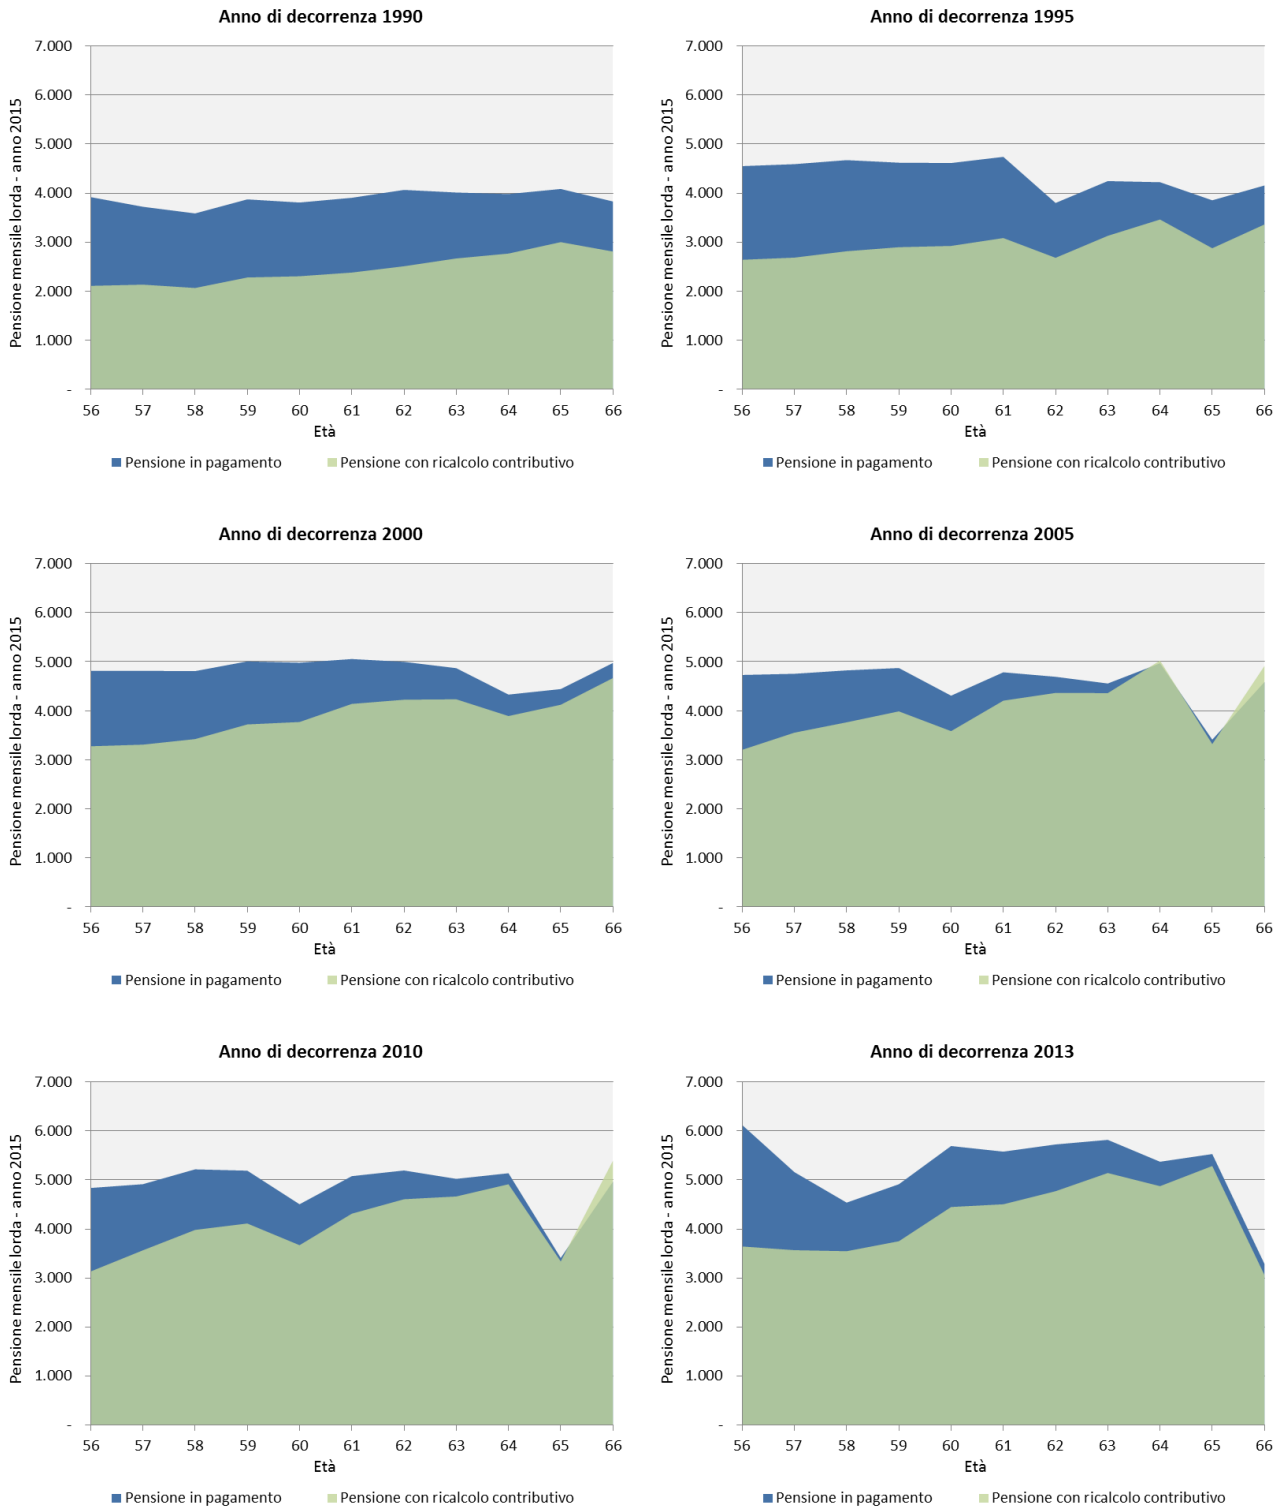 Anno di decorrenza 1990
Pensione mensile lorda - anno 2015
7.000
6.000
5.000
4.000
3.000
2.000
1.000
-
56 57 58 59 60 61 62 63 64 65 66
Età
Pensione in pagamento Pensione con ricalcolo contributivo
Anno di decorrenza 1995
Pensione mensile lorda - anno 2015
7.000
6.000
5.000
4.000
3.000
2.000
1.000
-
56 57 58 59 60 61 62 63 64 65 66
Età
Pensione in pagamento Pensione con ricalcolo contributivo
Anno di decorrenza 2000
Pensione mensile lorda - anno 2015
7.000
6.000
5.000
4.000
3.000
2.000
1.000
-
56 57 58 59 60 61 62 63 64 65 66
Età
Pensione in pagamento Pensione con ricalcolo contributivo
Anno di decorrenza 2005
Pensione mensile lorda - anno 2015
7.000
6.000
5.000
4.000
3.000
2.000
1.000
-
56 57 58 59 60 61 62 63 64 65 66
Età
Pensione in pagamento Pensione con ricalcolo contributivo
Anno di decorrenza 2010
Pensione mensile lorda - anno 2015
7.000
6.000
5.000
4.000
3.000
2.000
1.000
-
56 57 58 59 60 61 62 63 64 65 66
Età
Pensione in pagamento Pensione con ricalcolo contributivo
Anno di decorrenza 2013
Pensione mensile lorda - anno 2015
7.000
6.000
5.000
4.000
3.000
2.000
1.000
-
56 57 58 59 60 61 62 63 64 65 66
Età
Pensione in pagamento Pensione con ricalcolo contributivo